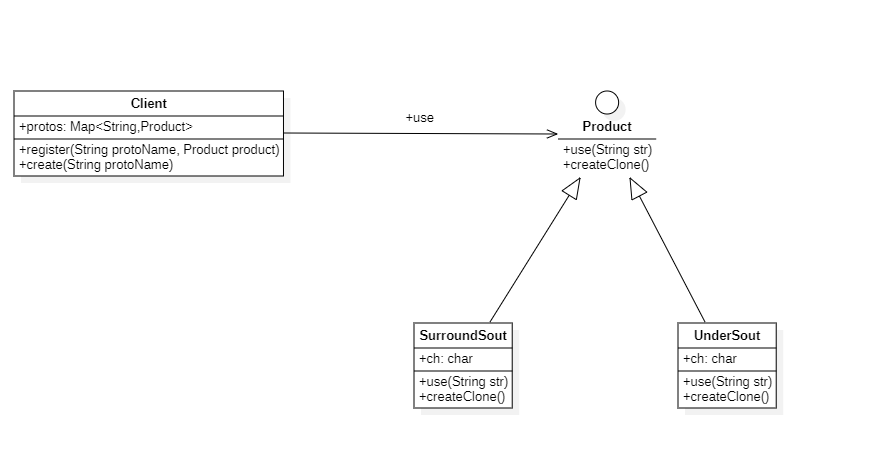 Client
+protos: Map<String,Product>
+register(String protoName, Product product)
+create(String protoName)
+use
Product
+use(String str)
+createClone()
SurroundSout
+ch: char
+use(String str)
+createClone()
UnderSout
+ch: char
+use(String str)
+createClone()